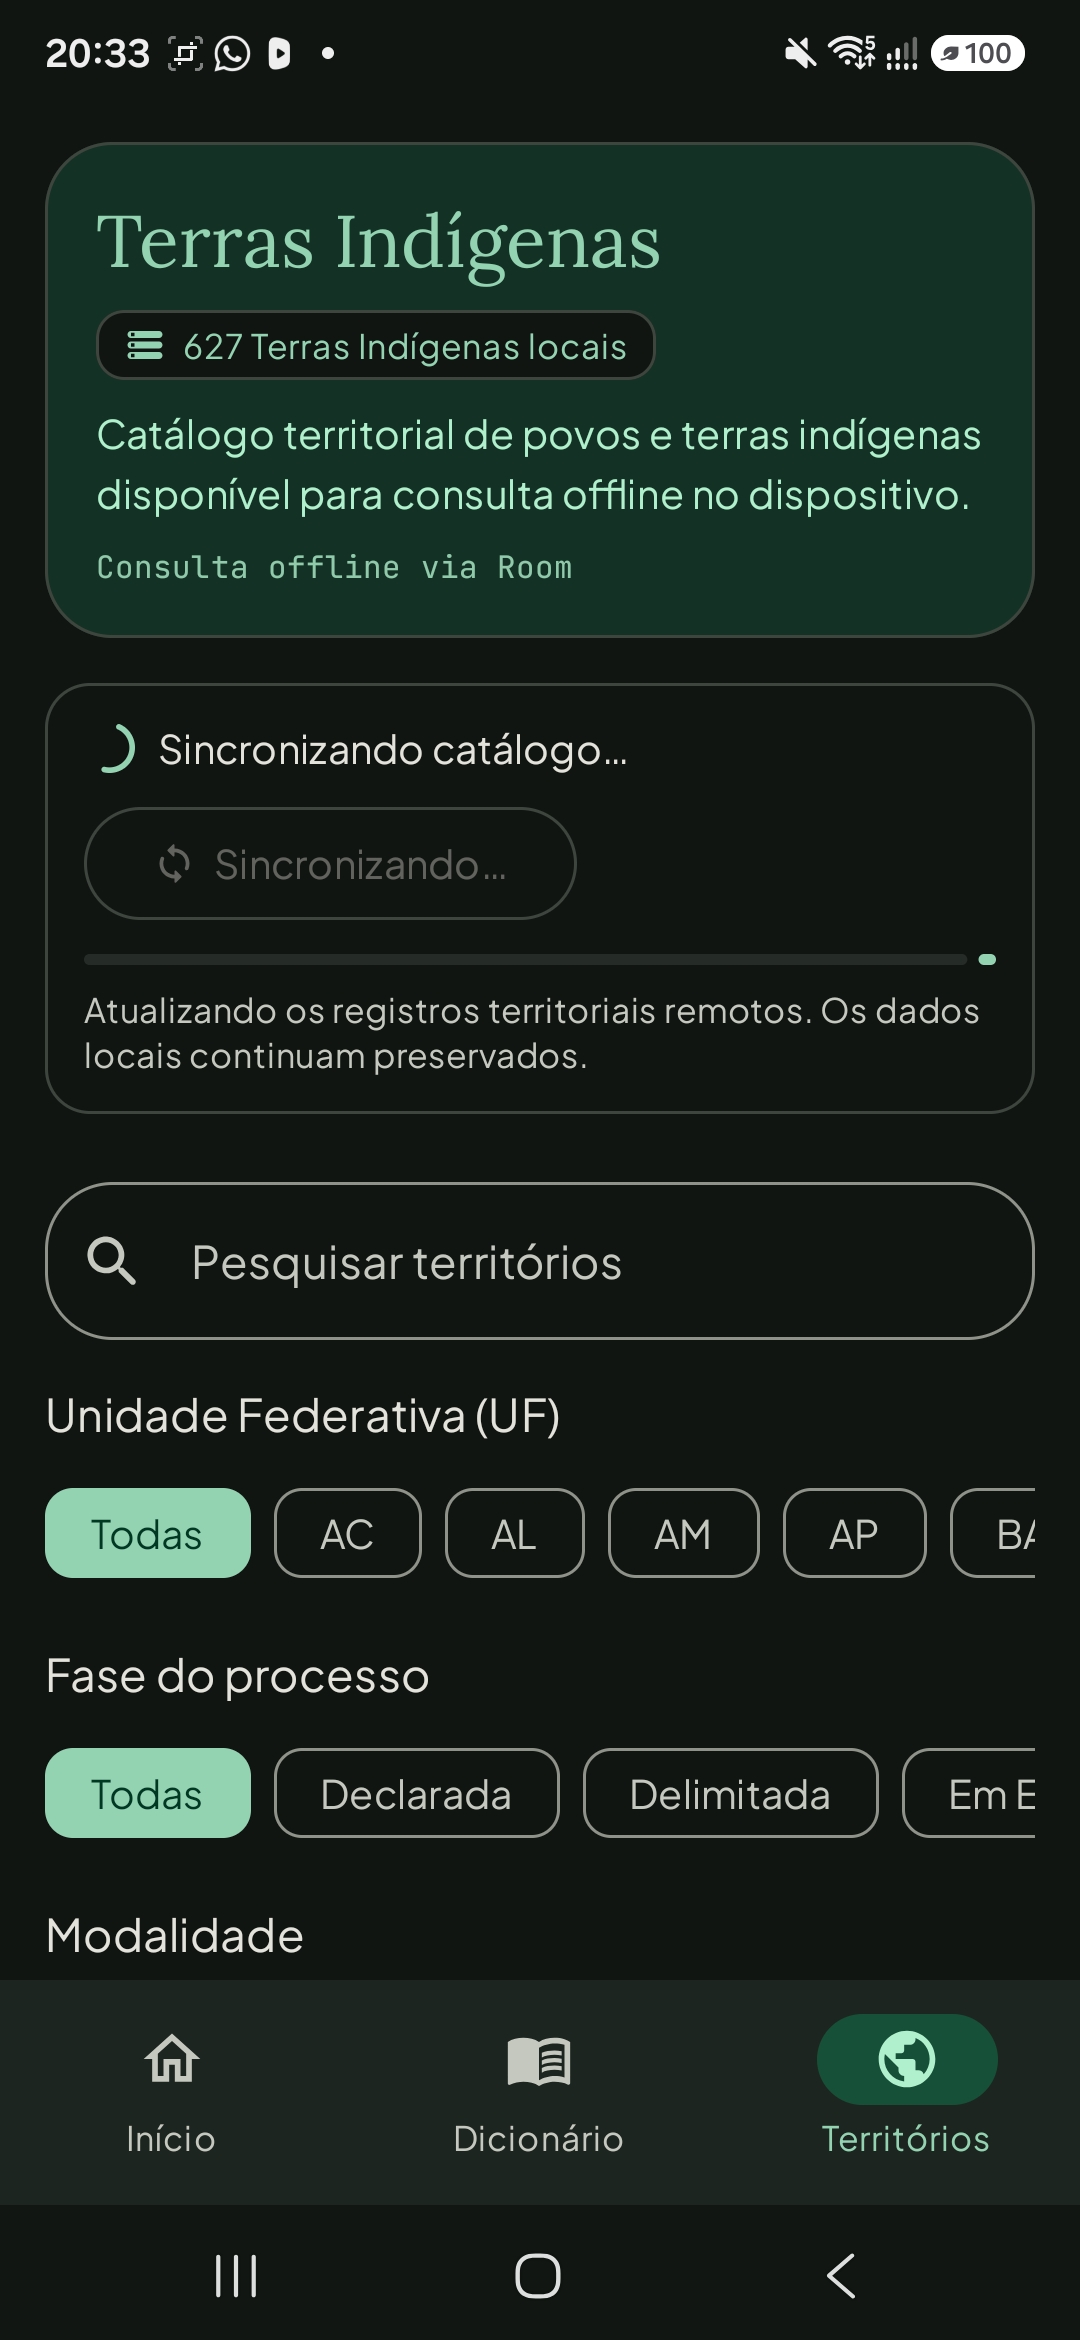 20:33
5
100
Terras Indígenas
627 Terras Indígenas locais
Catálogo territorial de povos e terras indígenas
disponível para consulta offline no dispositivo.
Consulta offline via Room
Sincronizando catálogo...
Sincronizando...
Atualizando os registros territoriais remotos. Os dados
locais continuam preservados.
Pesquisar territórios
Unidade Federativa (UF)
Todas AC AL AM AP BA
Fase do processo
Todas Declarada Delimitada Em E
Modalidade
Início Dicionário Territórios